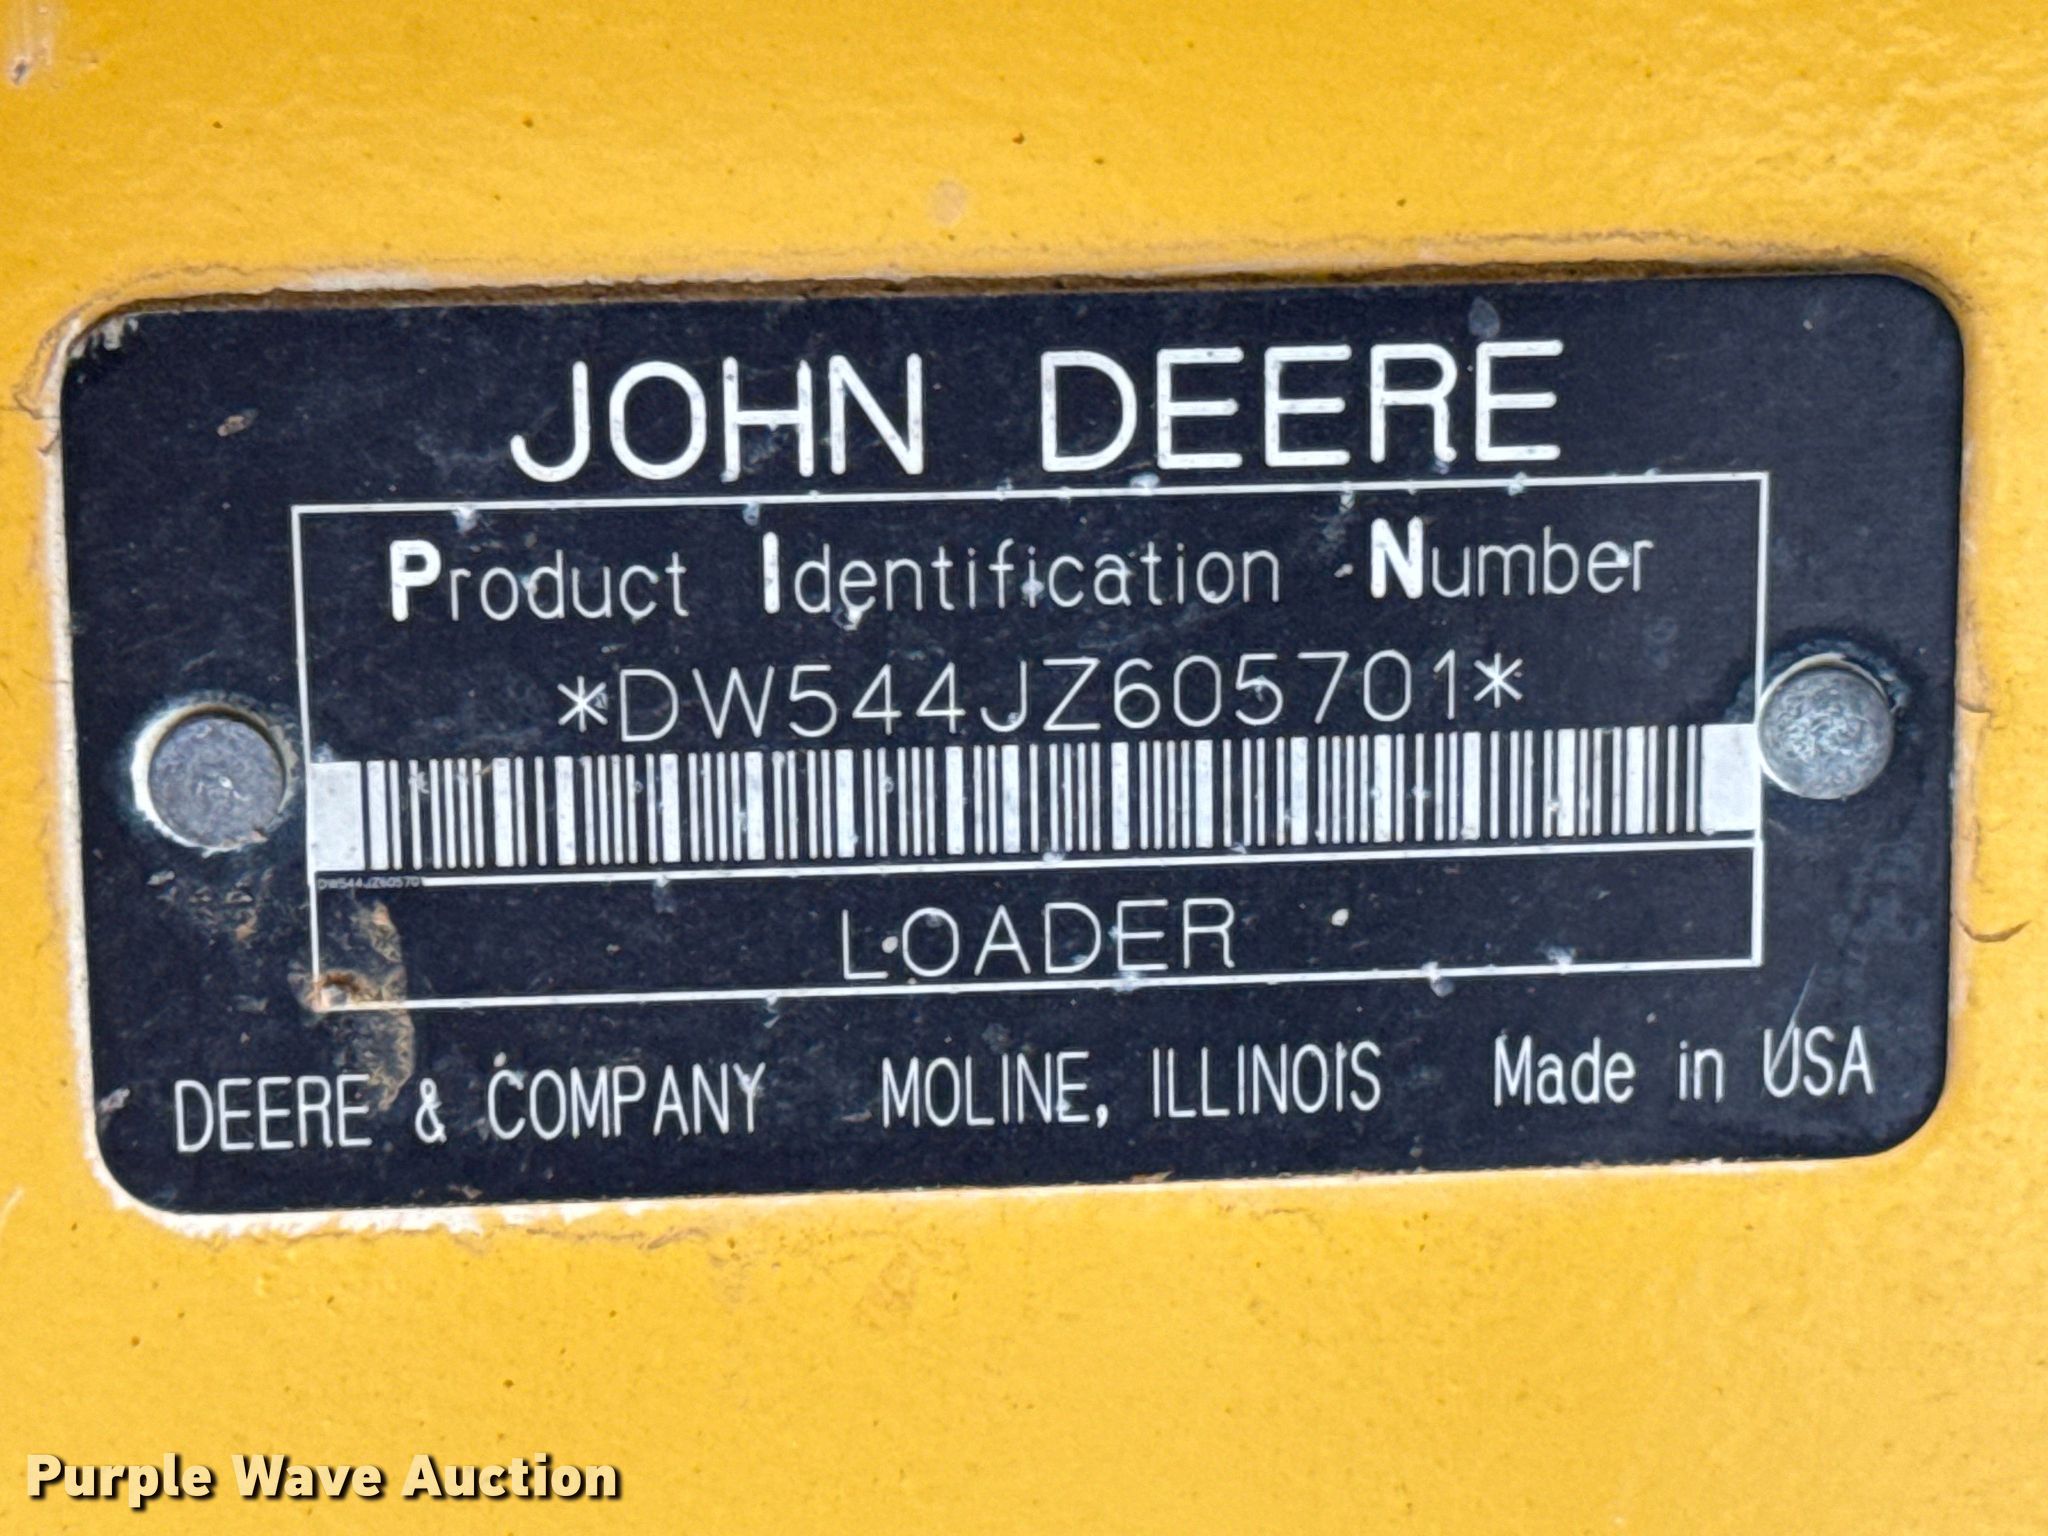 JOHN DEERE
Product Identification Number
*DW544JZ605701*
DW544JZ605701
LOADER
DEERE & COMPANY MOLINE, ILLINOIS Made in USA
Purple Wave Auction